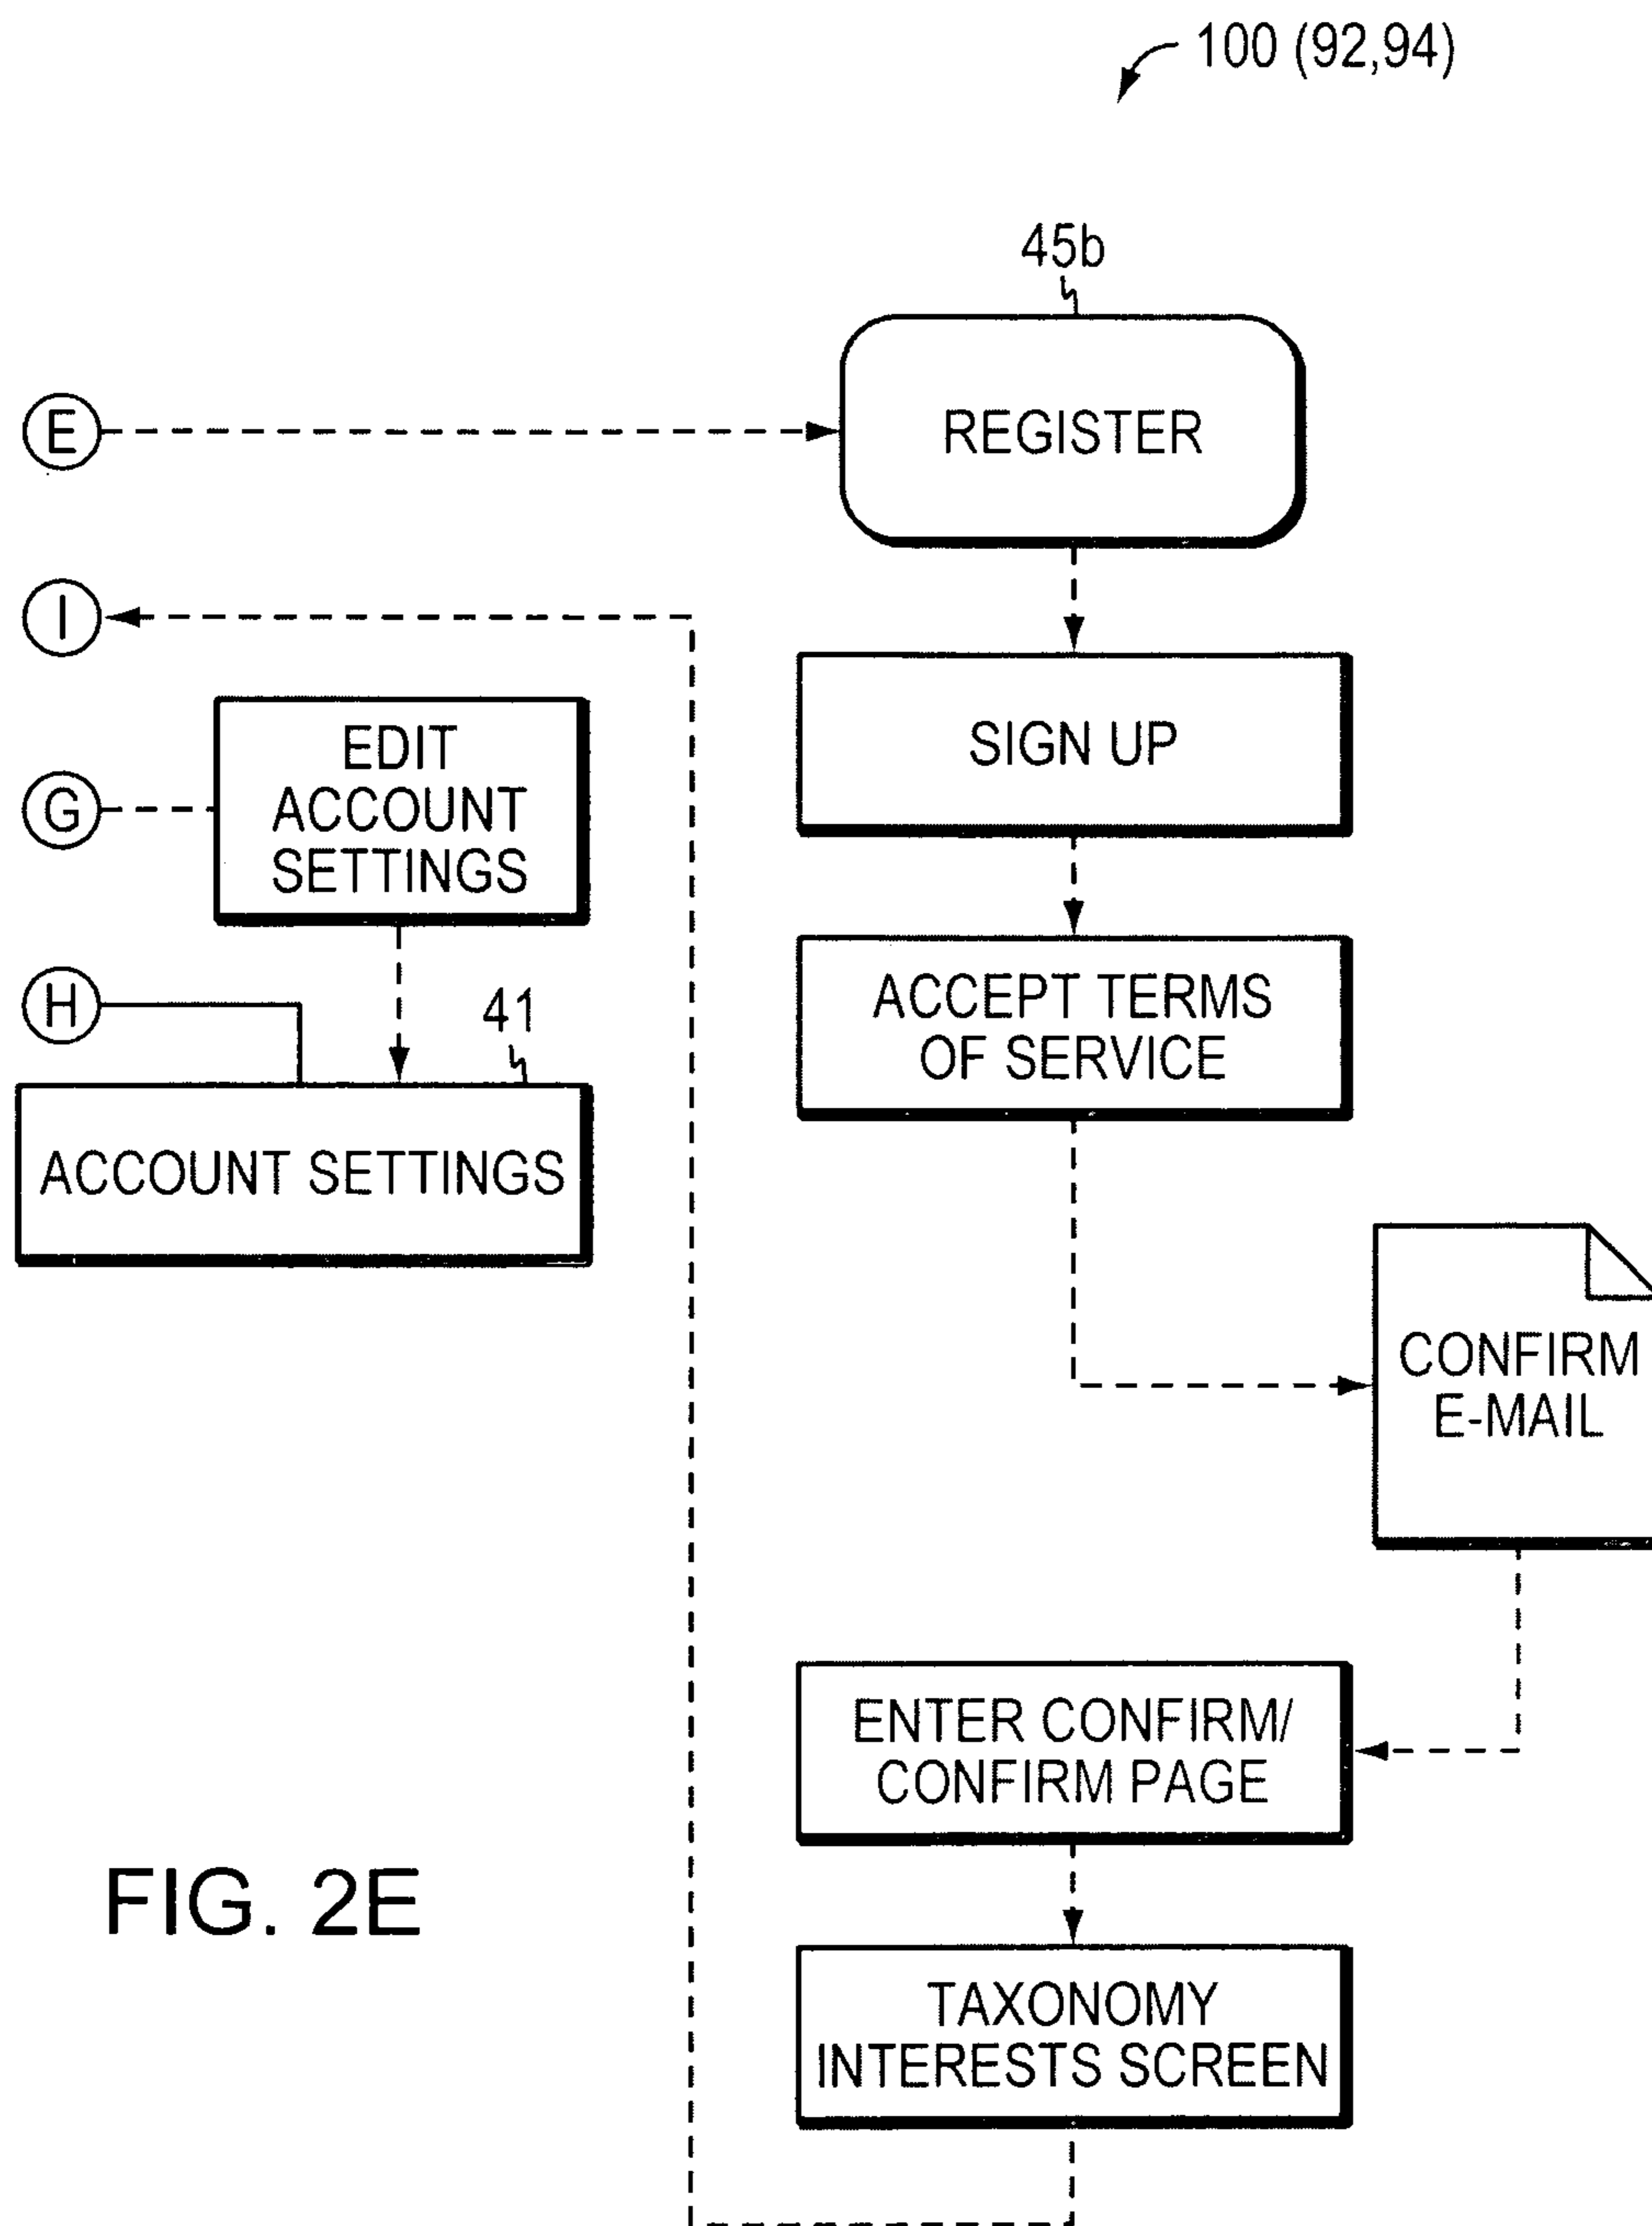 100 (92,94)
45b
E
REGISTER
I
SIGN UP
EDIT
ACCOUNT
SETTINGS
G
ACCEPT TERMS
OF SERVICE
H
41
ACCOUNT SETTINGS
CONFIRM
E-MAIL
ENTER CONFIRM/
CONFIRM PAGE
FIG. 2E
TAXONOMY
INTERESTS SCREEN